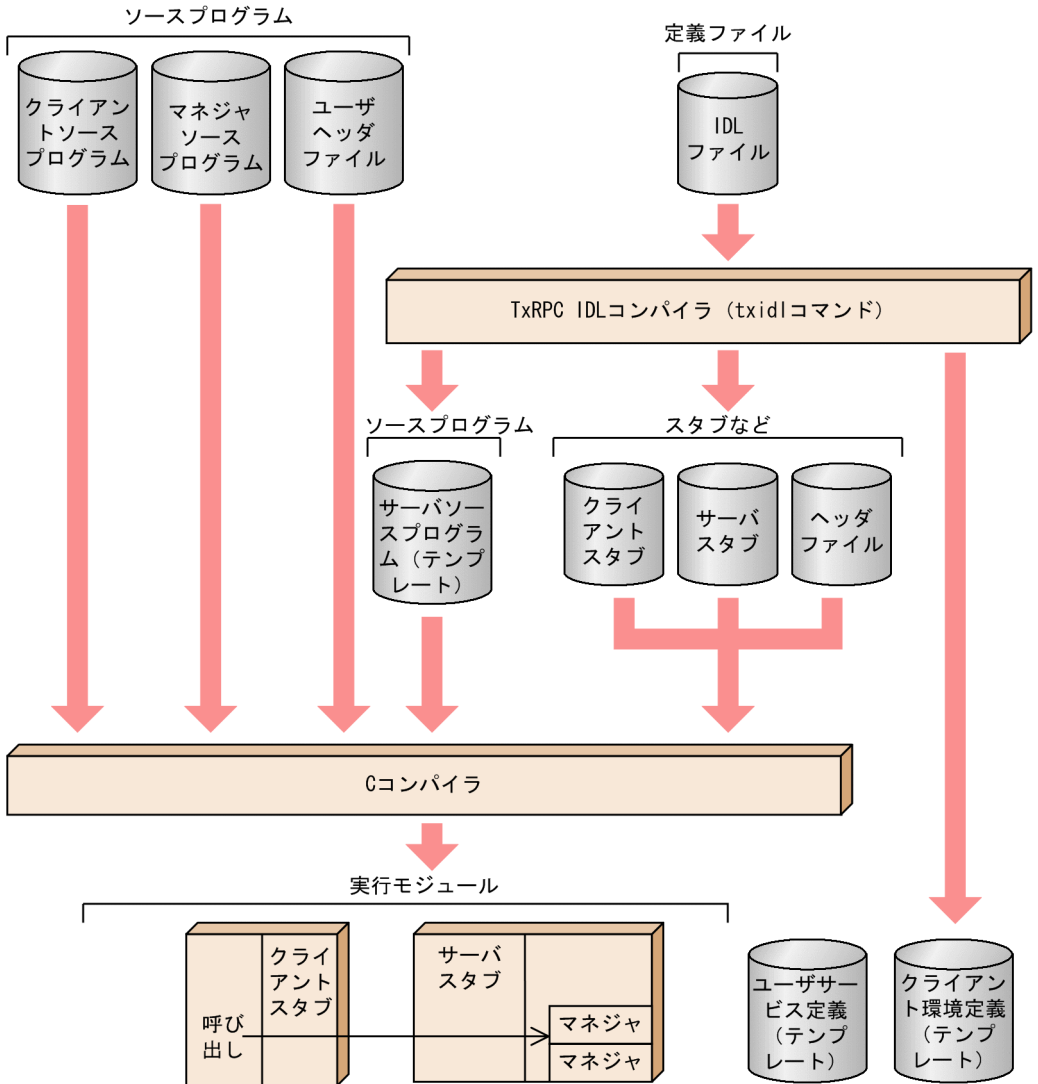 ソースプログラム
定義ファイル
クライアン
トソース
プログラム
マネジャ
ソース
プログラム
ユーザ
ヘッダ
ファイル
IDL
ファイル
TxRPC IDLコンパイラ（txidlコマンド）
ソースプログラム
スタブなど
サーバソー
スプログラ
ム（テンプ
レート）
クライ
アント
スタブ
サーバ
スタブ
ヘッダ
ファイル
Cコンパイラ
実行モジュール
クライ
アント
スタブ
呼び
出し
サーバ
スタブ
マネジャ
マネジャ
ユーザサー
ビス定義
（テンプ
レート）
クライアン
ト環境定義
（テンプ
レート）